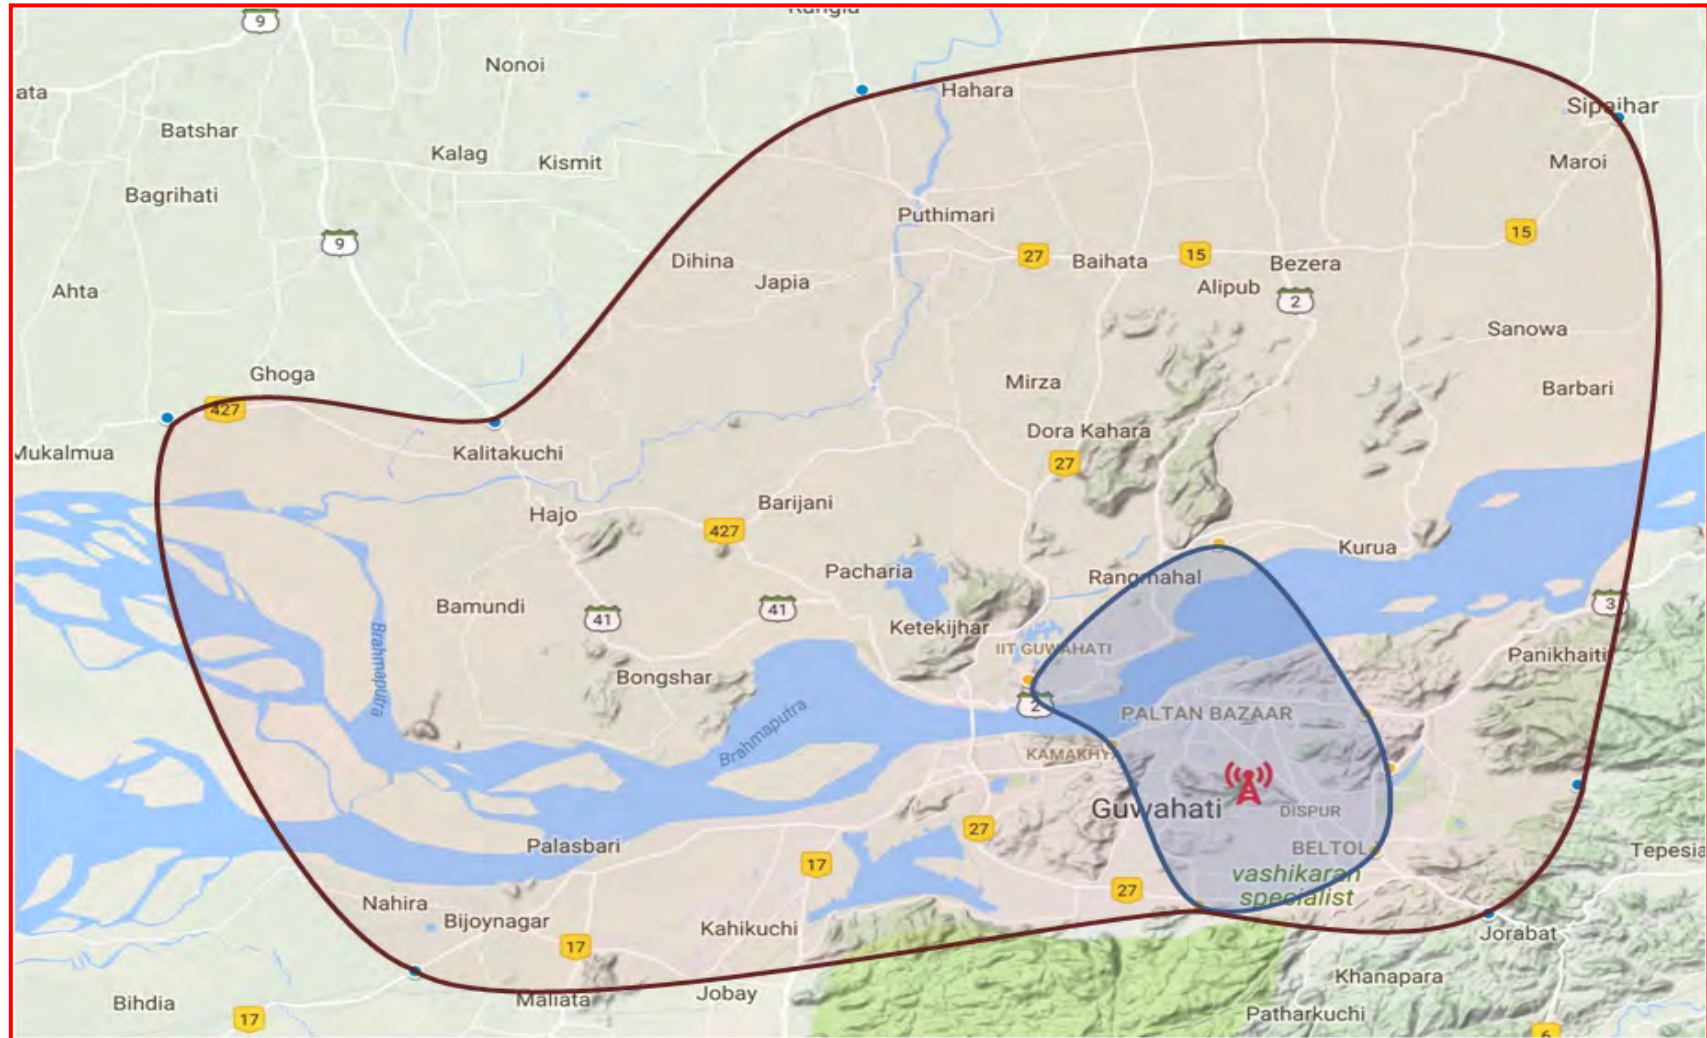 9
Nonoi
ata
Hahara
Sipajhar
Batshar
Kalag
Kismit
Maroi
Bagrihati
Puthimari
15
9
27
Baihata
15
Bezera
Dihina
Japia
Alipub
Ahta
2
Sanowa
Ghoga
Mirza
Barbari
427
Dora Kahara
Mukalmua
Kalitakuchi
27
Barijani
Hajo
427
Kurua
Pacharia
Rangmahal
Bamundi
41
41
3
Ketekijhar
IIT GUWAHATI
Brahmaputra
Panikhaiti
Bongshar
2
PALTAN BAZAAR
Brahmaputra
KAMAKHY
Guwahati
DISPUR
27
Palasbari
BELTOL
Tepesia
17
vashikaran
specialist
27
Nahira
Bijoynagar
Kahikuchi
17
Jorabat
Khanapara
Maliata
Jobay
Bihdia
17
Patharkuchi
6